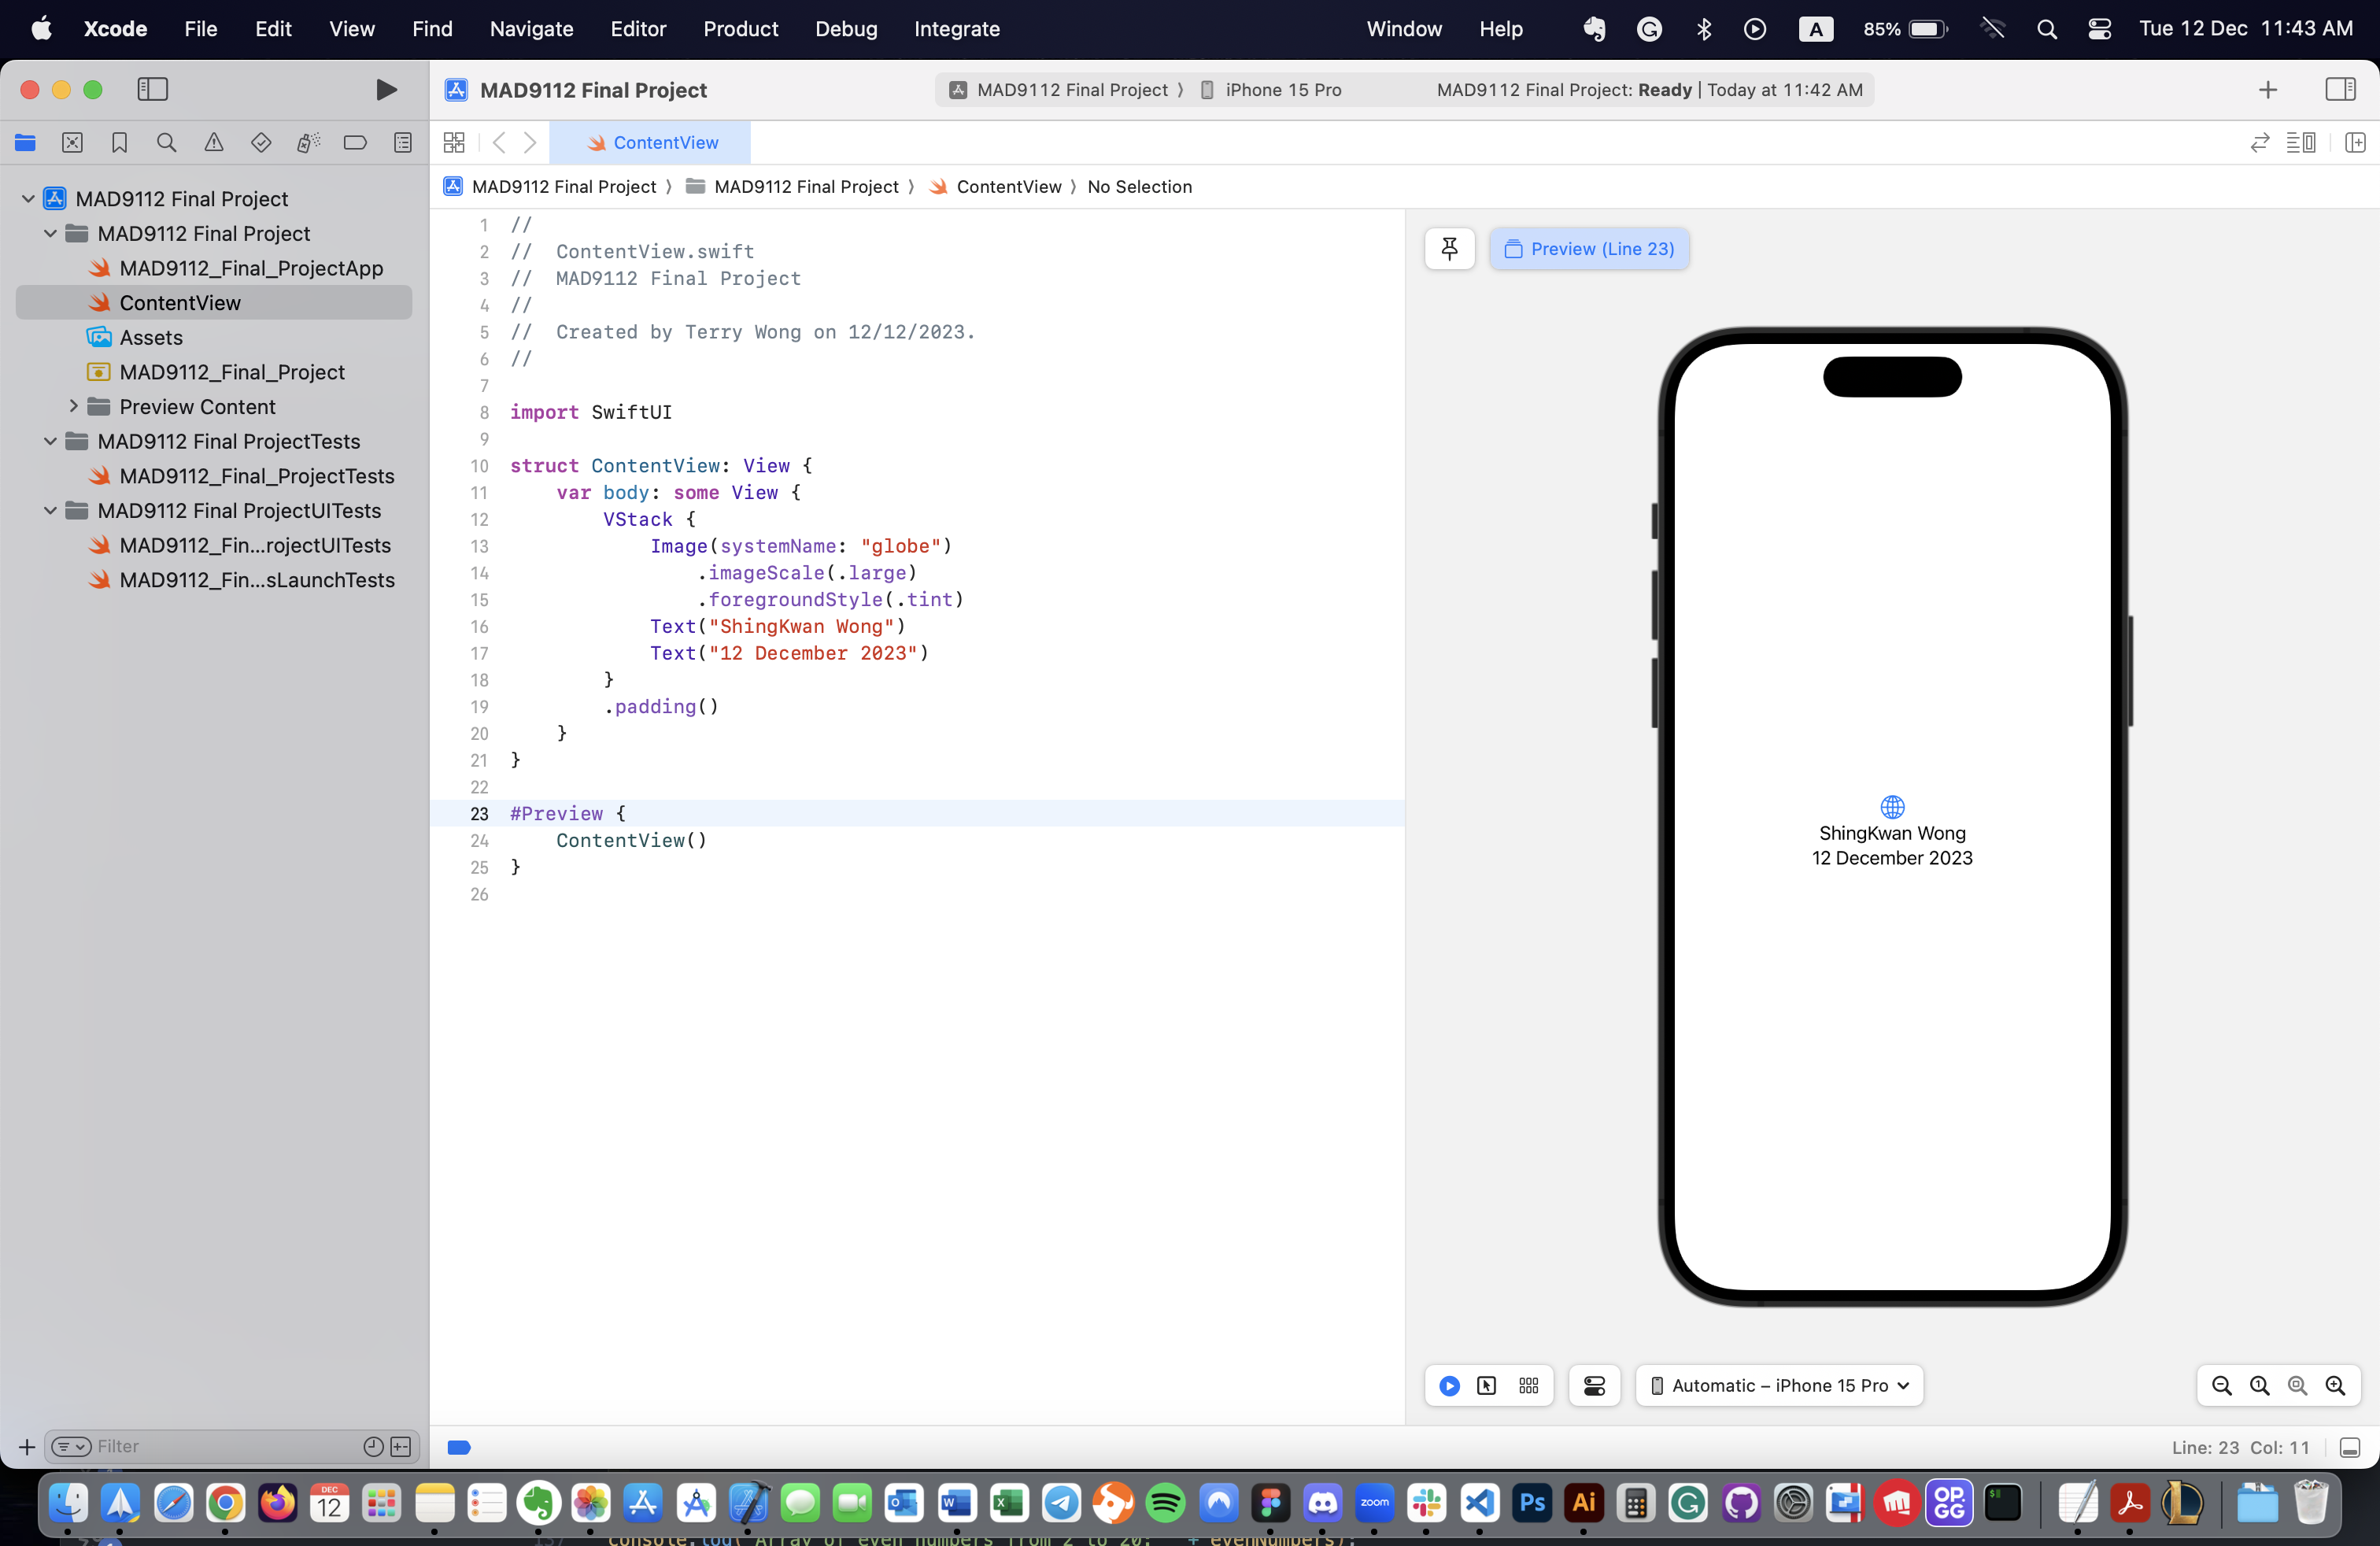 Xcode File Edit View Find Navigate Editor Product Debug Integrate Window Help A 85% Tue 12 Dec 11:43 AM
MAD9112 Final Project MAD9112 Final Project iPhone 15 Pro MAD9112 Final Project: Ready | Today at 11:42 AM
ContentView
MAD9112 Final Project MAD9112 Final Project ContentView No Selection
MAD9112 Final Project
MAD9112 Final Project
MAD9112_Final_ProjectApp
ContentView
Assets
MAD9112_Final_Project
Preview Content
MAD9112 Final ProjectTests
MAD9112_Final_ProjectTests
MAD9112 Final ProjectUITests
MAD9112_Fin...rojectUITests
MAD9112_Fin...sLaunchTests
Filter
1 //
2 // ContentView.swift
3 // MAD9112 Final Project
4 //
5 // Created by Terry Wong on 12/12/2023.
6 //
7
8 import SwiftUI
9
10 struct ContentView: View {
11 var body: some View {
12 VStack {
13 Image(systemName: "globe")
14 .imageScale(.large)
15 .foregroundStyle(.tint)
16 Text("ShingKwan Wong")
17 Text("12 December 2023")
18 }
19 .padding()
20 }
21 }
22
23 #Preview {
24 ContentView()
25 }
26
Preview (Line 23)
ShingKwan Wong
12 December 2023
Automatic – iPhone 15 Pro
Line: 23 Col: 11
DEC
12
zoom
Ps
Ai
OP.
GG
console.log("Array of even numbers from 2 to 20: " + evenNumbers);